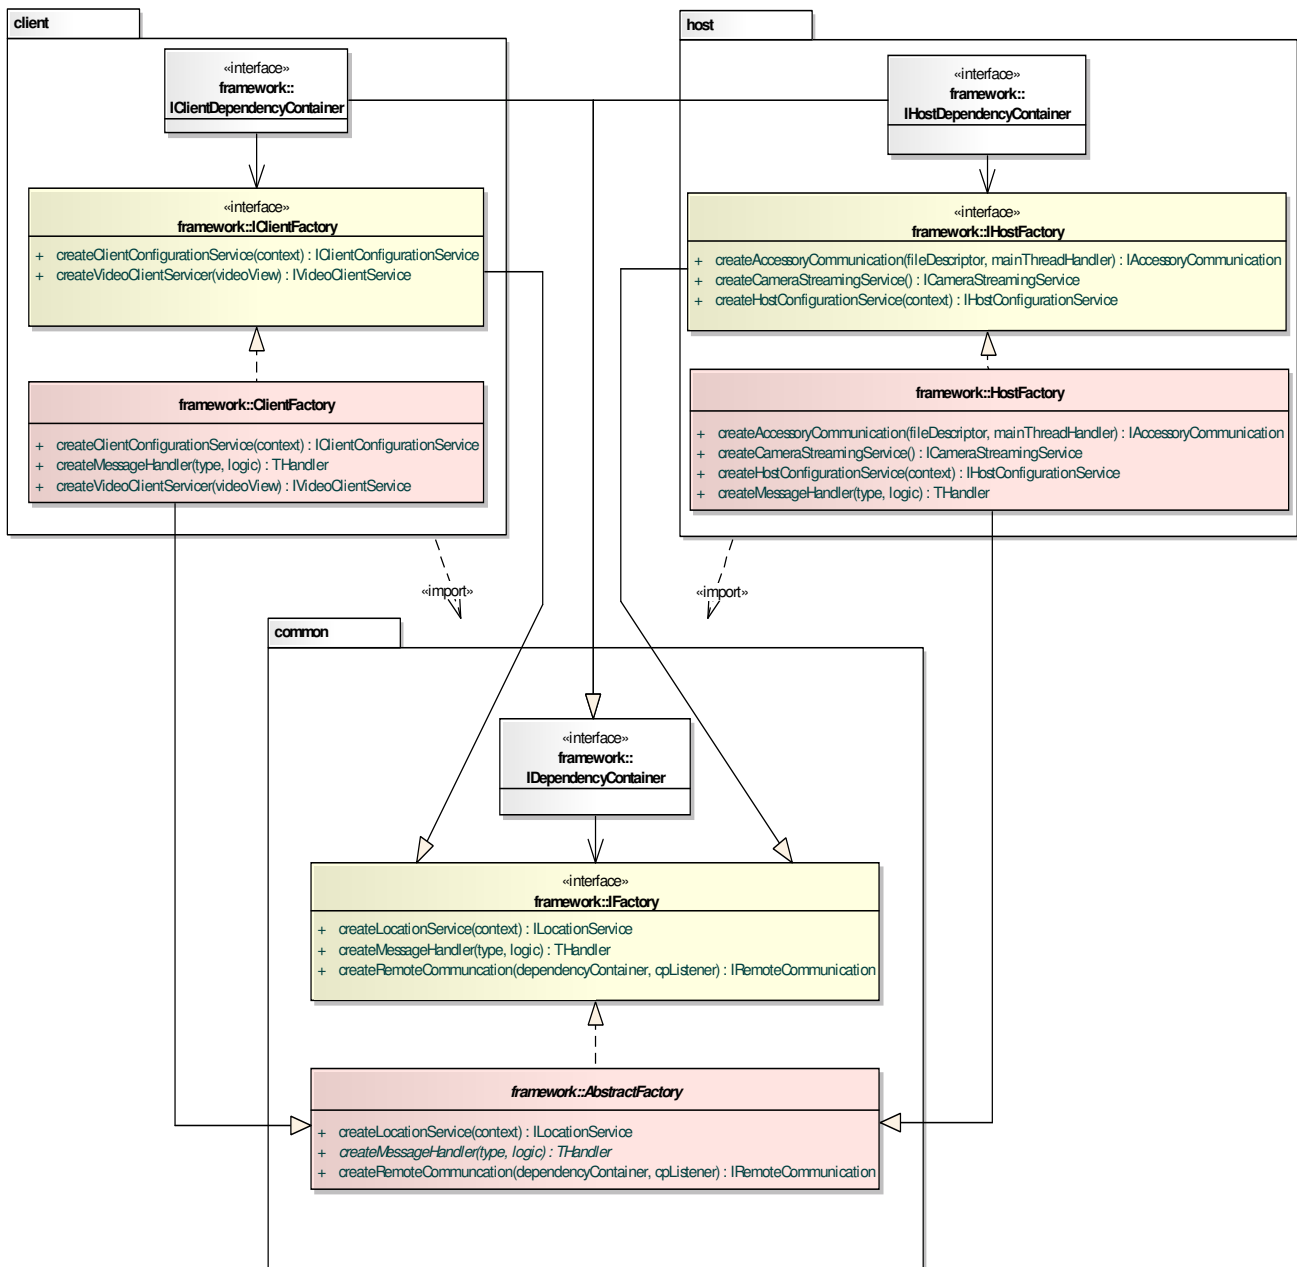 client
«interface»
framework::
IClientDependencyContainer
«interface»
framework::IClientFactory
+ createClientConfigurationService(context) : IClientConfigurationService
+ createVideoClientServicer(videoView) : IVideoClientService
framework::ClientFactory
+ createClientConfigurationService(context) : IClientConfigurationService
+ createMessageHandler(type, logic) : THandler
+ createVideoClientServicer(videoView) : IVideoClientService
host
«interface»
framework::
IHostDependencyContainer
«interface»
framework::IHostFactory
+ createAccessoryCommunication(fileDescriptor, mainThreadHandler) : IAccessoryCommunication
+ createCameraStreamingService() : ICameraStreamingService
+ createHostConfigurationService(context) : IHostConfigurationService
framework::HostFactory
+ createAccessoryCommunication(fileDescriptor, mainThreadHandler) : IAccessoryCommunication
+ createCameraStreamingService() : ICameraStreamingService
+ createHostConfigurationService(context) : IHostConfigurationService
+ createMessageHandler(type, logic) : THandler
«import»
«import»
common
«interface»
framework::
IDependencyContainer
«interface»
framework::IFactory
+ createLocationService(context) : ILocationService
+ createMessageHandler(type, logic) : THandler
+ createRemoteCommuncation(dependencyContainer, cpListener) : IRemoteCommunication
framework::AbstractFactory
+ createLocationService(context) : ILocationService
+ createMessageHandler(type, logic) : THandler
+ createRemoteCommuncation(dependencyContainer, cpListener) : IRemoteCommunication